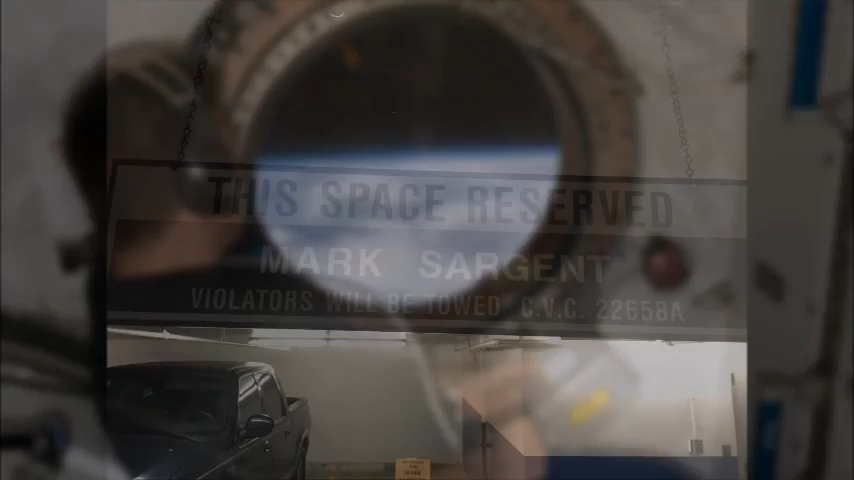 THIS SPACE RESERVED
MARK SARGENT
VIOLATORS WILL BE TOWED C.V.C. 22658A